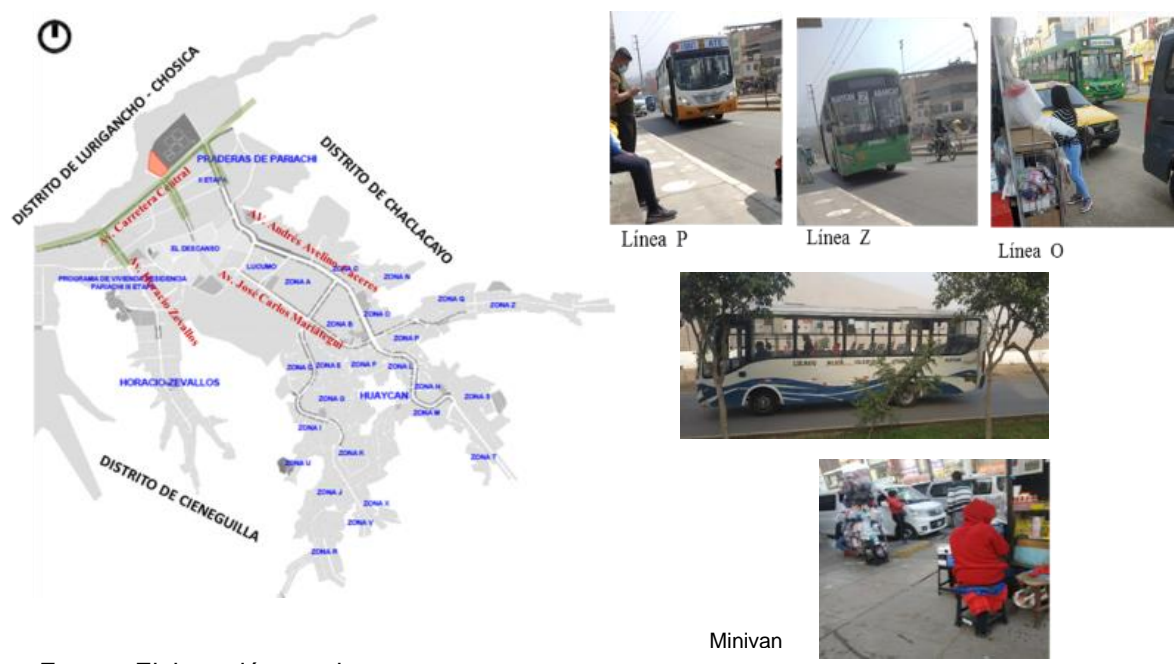 DISTRITO DE LURIGANCHO - CHOSICA
PRADERAS DE PARIACHI
II ETAPA
DISTRITO DE CHACLACAYO
Av. Carretera Central
AV. Andrés Avelino Cáceres
EL DESCANSO
LUCUMO
ZONA A
ZONA C
ZONA N
PROGRAMA DE VIVIENDA RESIDENCIA
PARIACHI III ETAPA
Av. Horacio Zevallos
Av. José Carlos Mariátegui
ZONA Q
ZONA Z
ZONA B
ZONA D
ZONA P
ZONA E
ZONA F
ZONA L
HORACIO ZEVALLOS
ZONA G
HUAYCAN
ZONA H
ZONA S
ZONA M
ZONA I
ZONA K
ZONA T
ZONA U
ZONA J
ZONA X
ZONA V
ZONA R
DISTRITO DE CIENEGUILLA
ATE
HUAYCAN
ABANCAY
Línea P
Línea Z
Línea O
Minivan